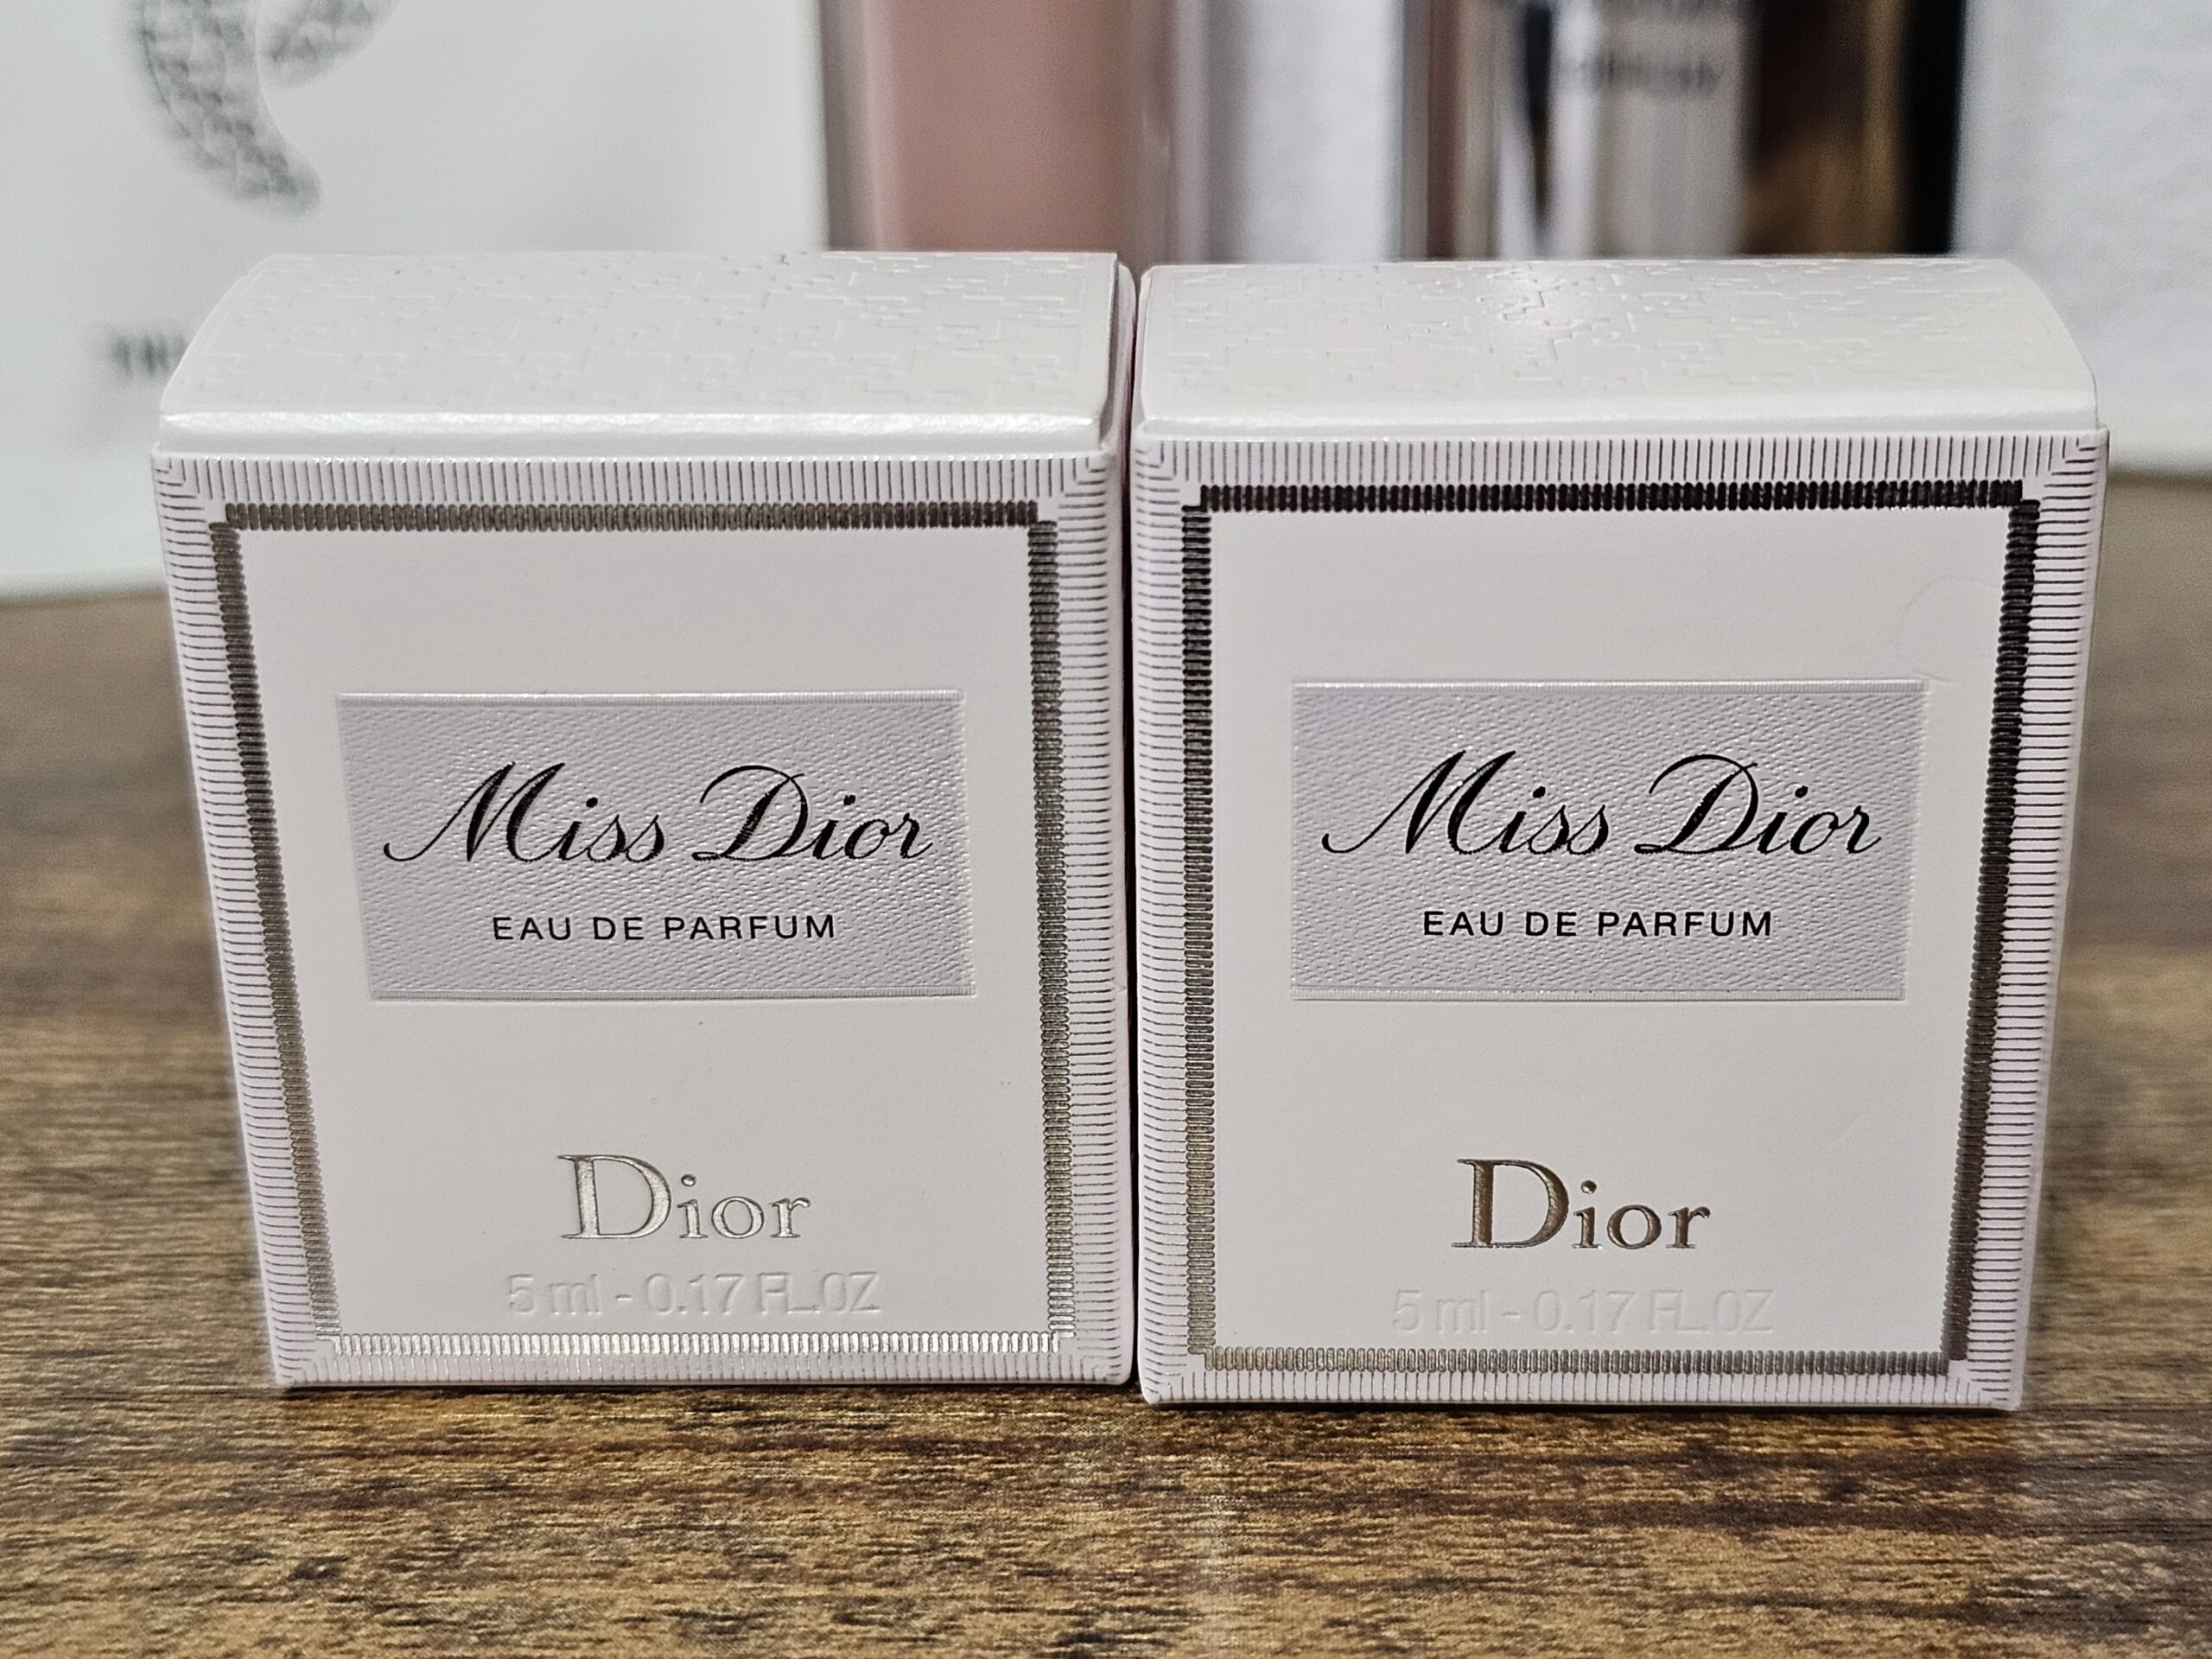 Miss Dior
EAU DE PARFUM
Dior
5 ml - 0.17 FL.OZ
Miss Dior
EAU DE PARFUM
Dior
5 ml - 0.17 FL.OZ